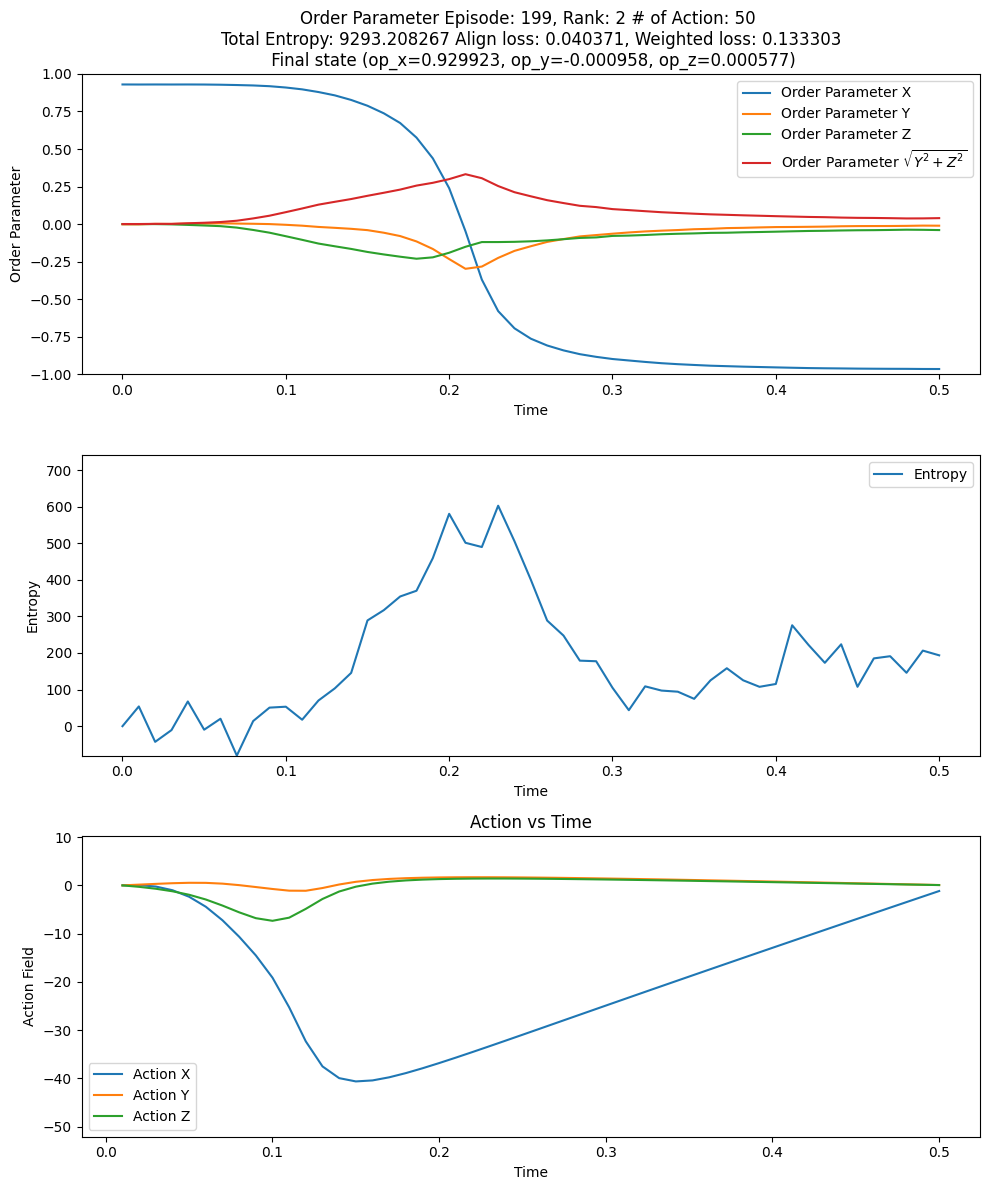 Order Parameter Episode: 199, Rank: 2 # of Action: 50
Total Entropy: 9293.208267 Align loss: 0.040371, Weighted loss: 0.133303
Final state (op_x=0.929923, op_y=-0.000958, op_z=0.000577)
1.00
0.75
0.50
0.25
0.00
−0.25
−0.50
−0.75
−1.00
Order Parameter
Order Parameter X
Order Parameter Y
Order Parameter Z
Order Parameter √Y² + Z²
0.0 0.1 0.2 0.3 0.4 0.5
Time
700
600
500
400
300
200
100
0
Entropy
Entropy
0.0 0.1 0.2 0.3 0.4 0.5
Time
Action vs Time
10
0
−10
−20
−30
−40
−50
Action Field
Action X
Action Y
Action Z
0.0 0.1 0.2 0.3 0.4 0.5
Time